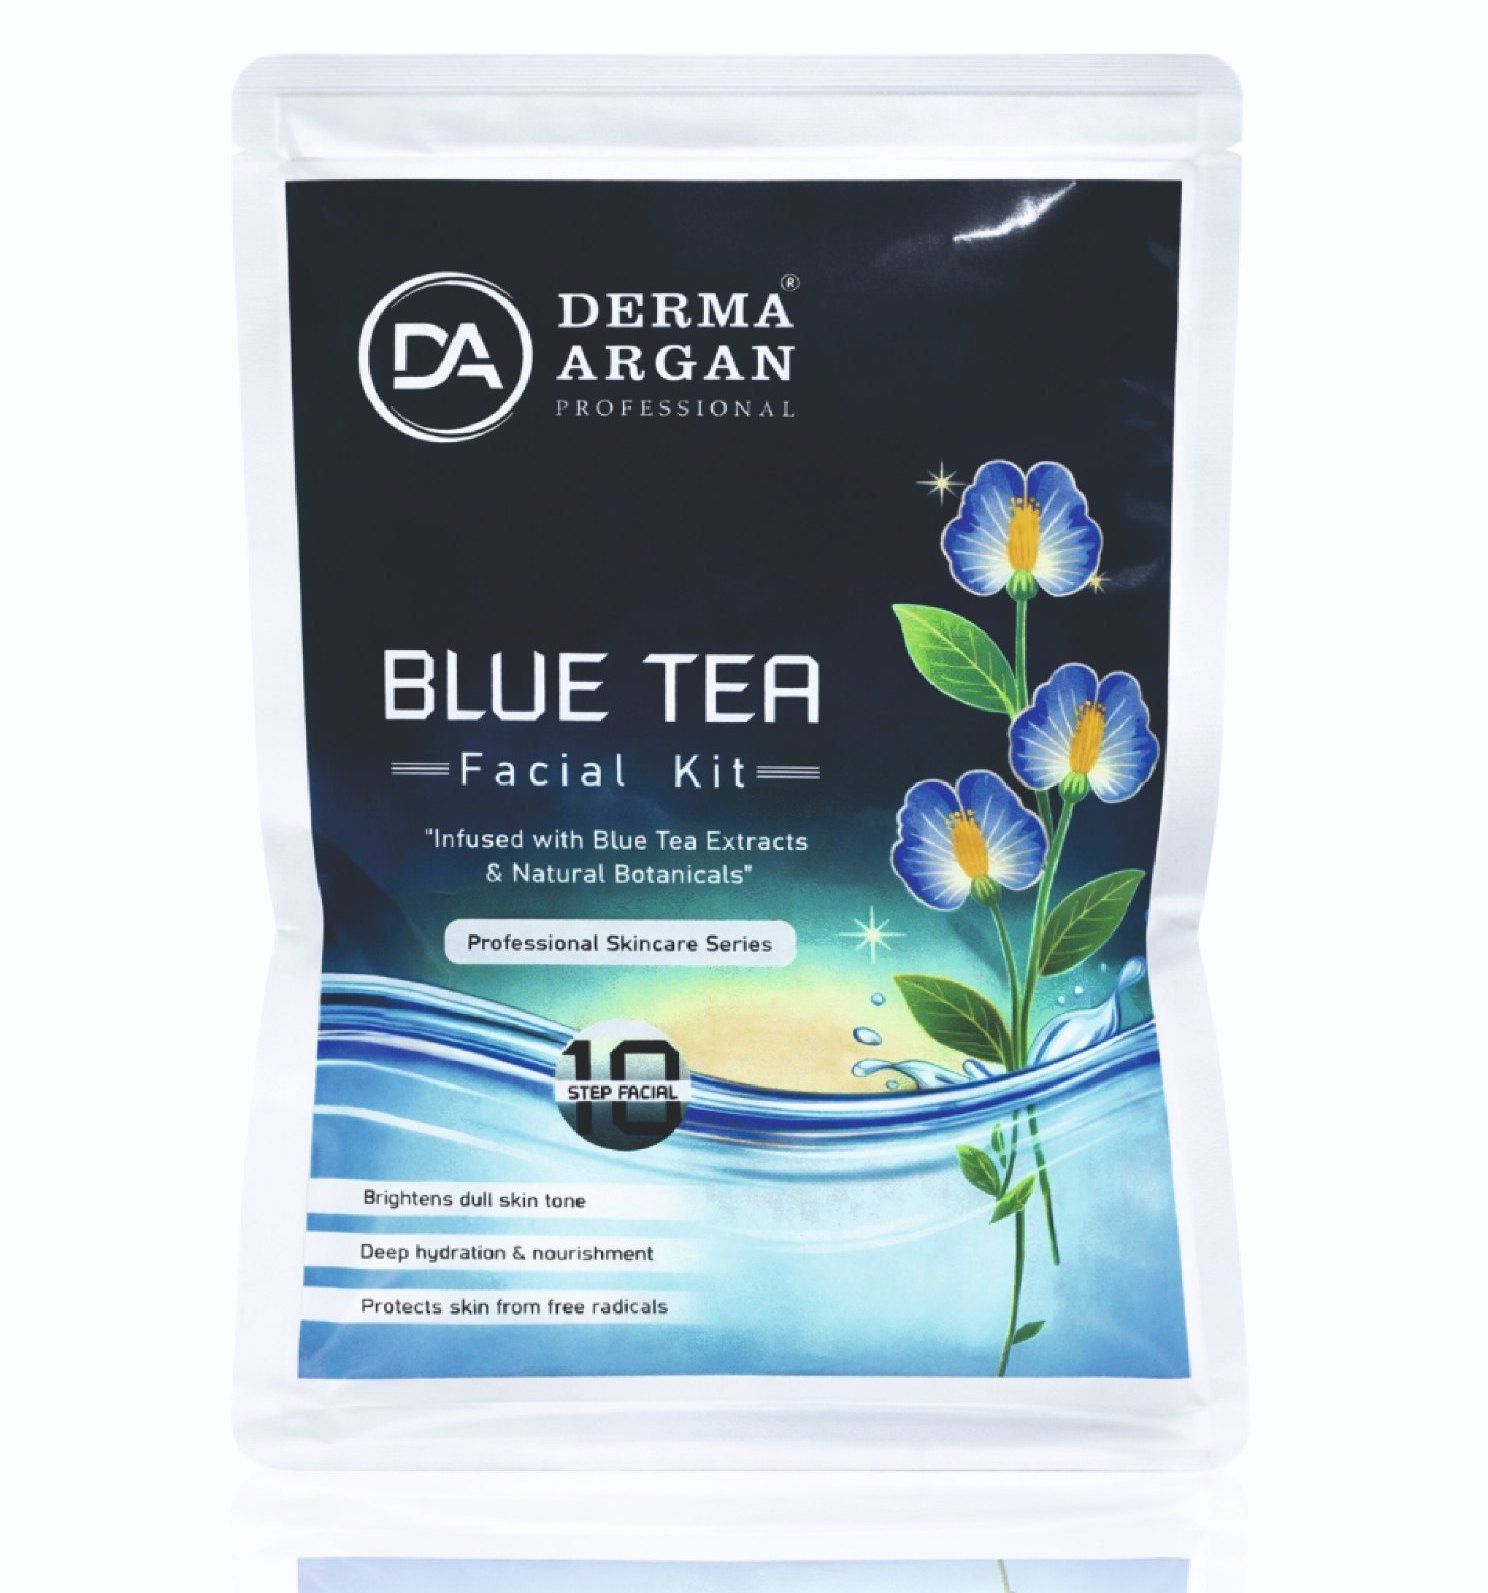 DA
DERMA ®
ARGAN
PROFESSIONAL
BLUE TEA
Facial Kit
"Infused with Blue Tea Extracts
& Natural Botanicals"
Professional Skincare Series
10
STEP FACIAL
Brightens dull skin tone
Deep hydration & nourishment
Protects skin from free radicals